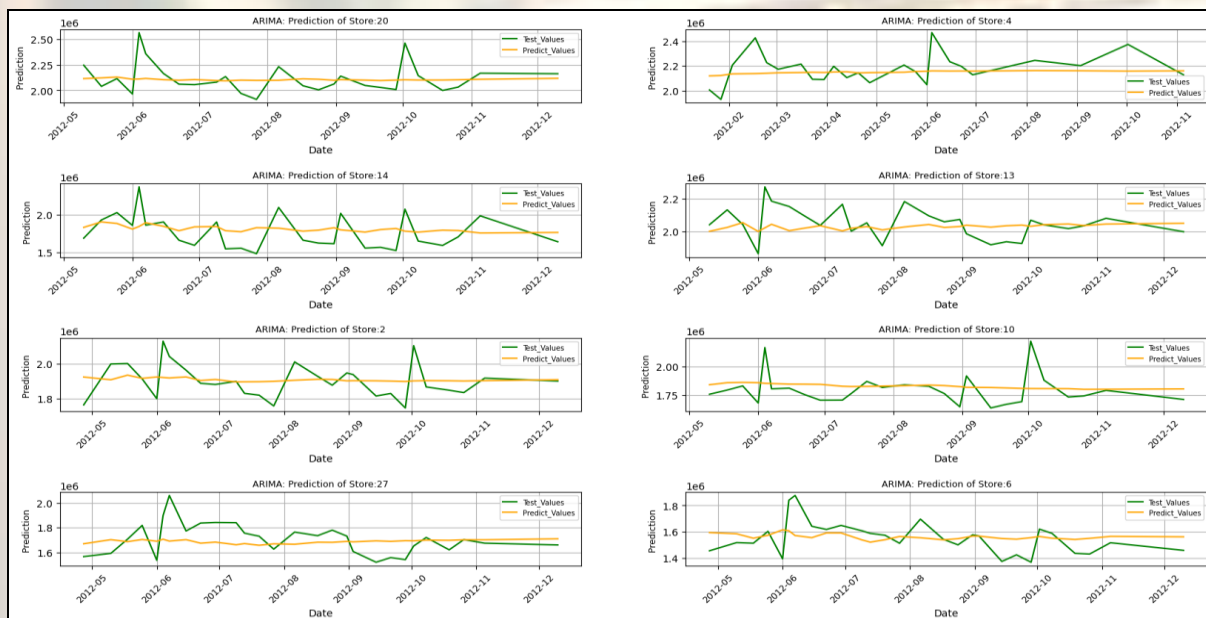 ARIMA: Prediction of Store:20
1e6
Prediction
2.50
2.25
2.00
Test_Values
Predict_Values
2012-05
2012-06
2012-07
2012-08
2012-09
2012-10
2012-11
2012-12
Date
ARIMA: Prediction of Store:4
1e6
Prediction
2.4
2.2
2.0
Test_Values
Predict_Values
2012-02
2012-03
2012-04
2012-05
2012-06
2012-07
2012-08
2012-09
2012-10
2012-11
Date
ARIMA: Prediction of Store:14
1e6
Prediction
2.0
1.5
Test_Values
Predict_Values
2012-05
2012-06
2012-07
2012-08
2012-09
2012-10
2012-11
2012-12
Date
ARIMA: Prediction of Store:13
1e6
Prediction
2.2
2.0
Test_Values
Predict_Values
2012-05
2012-06
2012-07
2012-08
2012-09
2012-10
2012-11
2012-12
Date
ARIMA: Prediction of Store:2
1e6
Prediction
2.0
1.8
Test_Values
Predict_Values
2012-05
2012-06
2012-07
2012-08
2012-09
2012-10
2012-11
2012-12
Date
ARIMA: Prediction of Store:10
1e6
Prediction
2.00
1.75
Test_Values
Predict_Values
2012-05
2012-06
2012-07
2012-08
2012-09
2012-10
2012-11
2012-12
Date
ARIMA: Prediction of Store:27
1e6
Prediction
2.0
1.8
1.6
Test_Values
Predict_Values
2012-05
2012-06
2012-07
2012-08
2012-09
2012-10
2012-11
2012-12
Date
ARIMA: Prediction of Store:6
1e6
Prediction
1.8
1.6
1.4
Test_Values
Predict_Values
2012-05
2012-06
2012-07
2012-08
2012-09
2012-10
2012-11
2012-12
Date